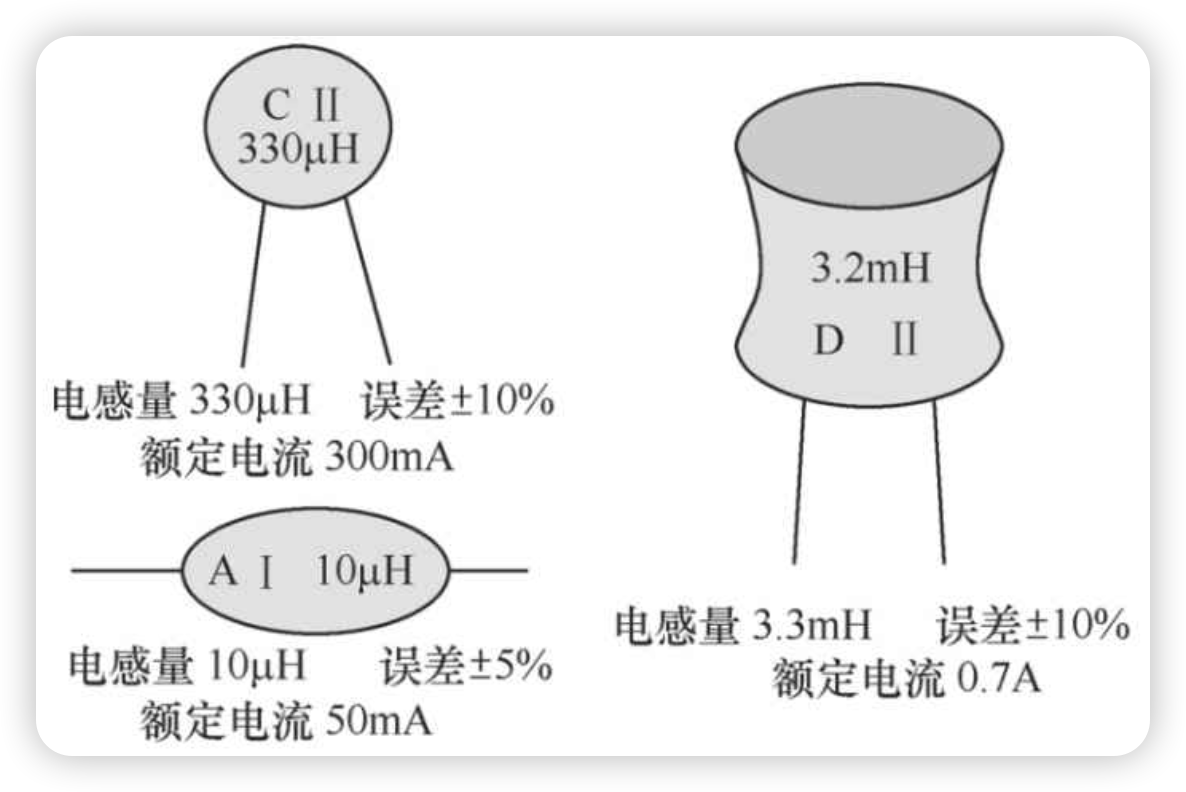 C Ⅱ
330μH
电感量 330μH 误差±10%
额定电流 300mA
A Ⅰ 10μH
电感量 10μH 误差±5%
额定电流 50mA
3.2mH
D Ⅱ
电感量 3.3mH 误差±10%
额定电流 0.7A